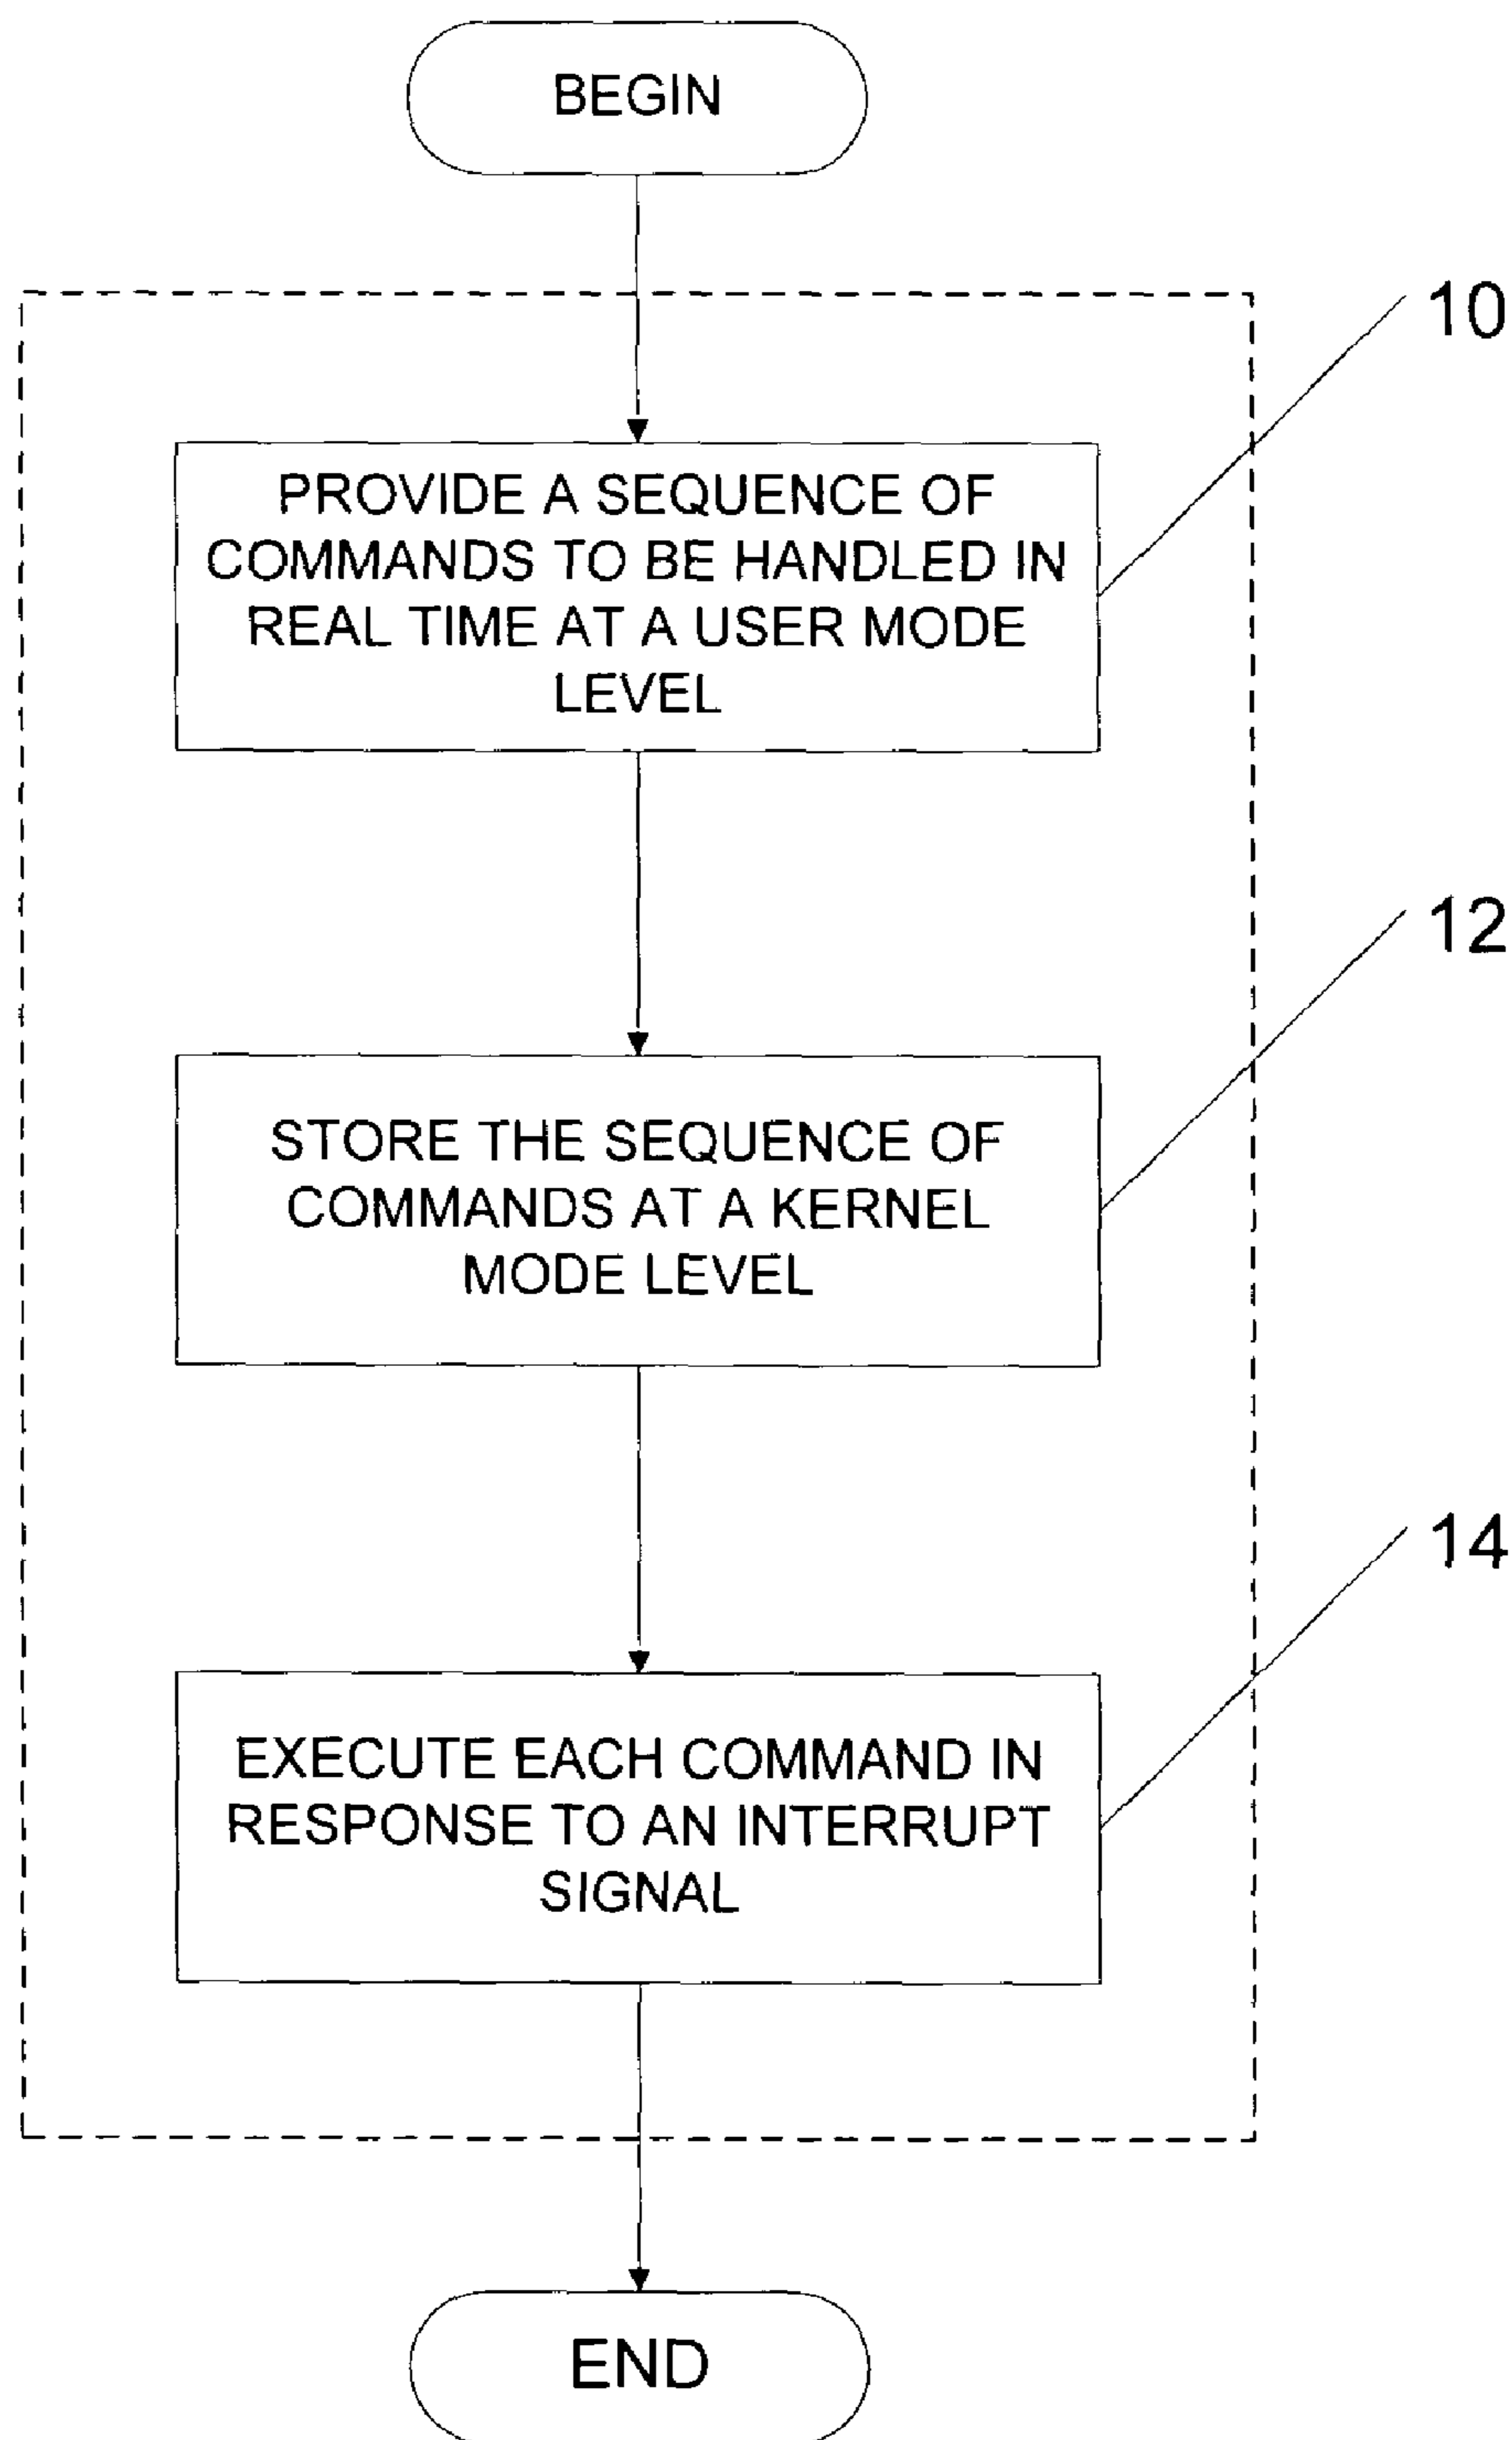 BEGIN
10
PROVIDE A SEQUENCE OF
COMMANDS TO BE HANDLED IN
REAL TIME AT A USER MODE
LEVEL
12
STORE THE SEQUENCE OF
COMMANDS AT A KERNEL
MODE LEVEL
14
EXECUTE EACH COMMAND IN
RESPONSE TO AN INTERRUPT
SIGNAL
END